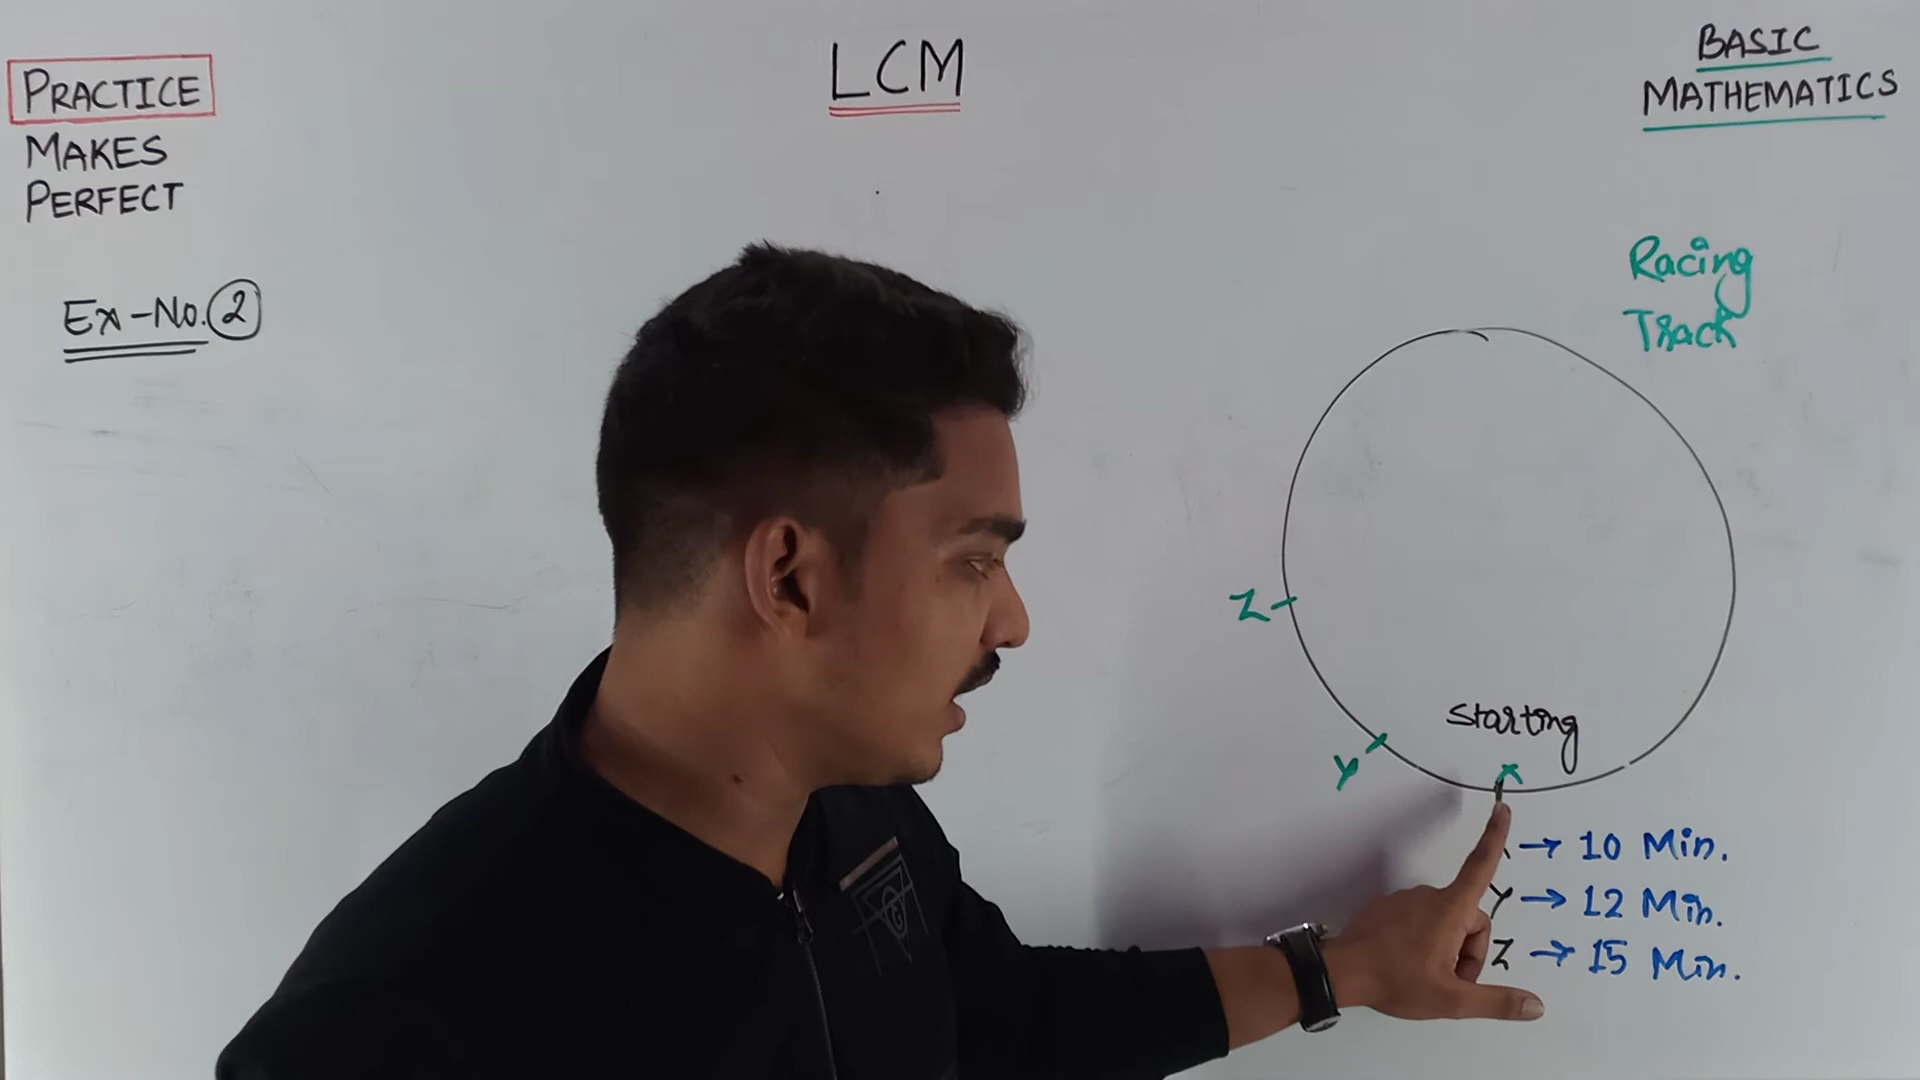 PRACTICE
MAKES
PERFECT
LCM
BASIC
MATHEMATICS
Ex-No. 2
Racing
Track
Z
Y
Starting
X
→ 10 Min.
Y → 12 Min.
Z → 15 Min.